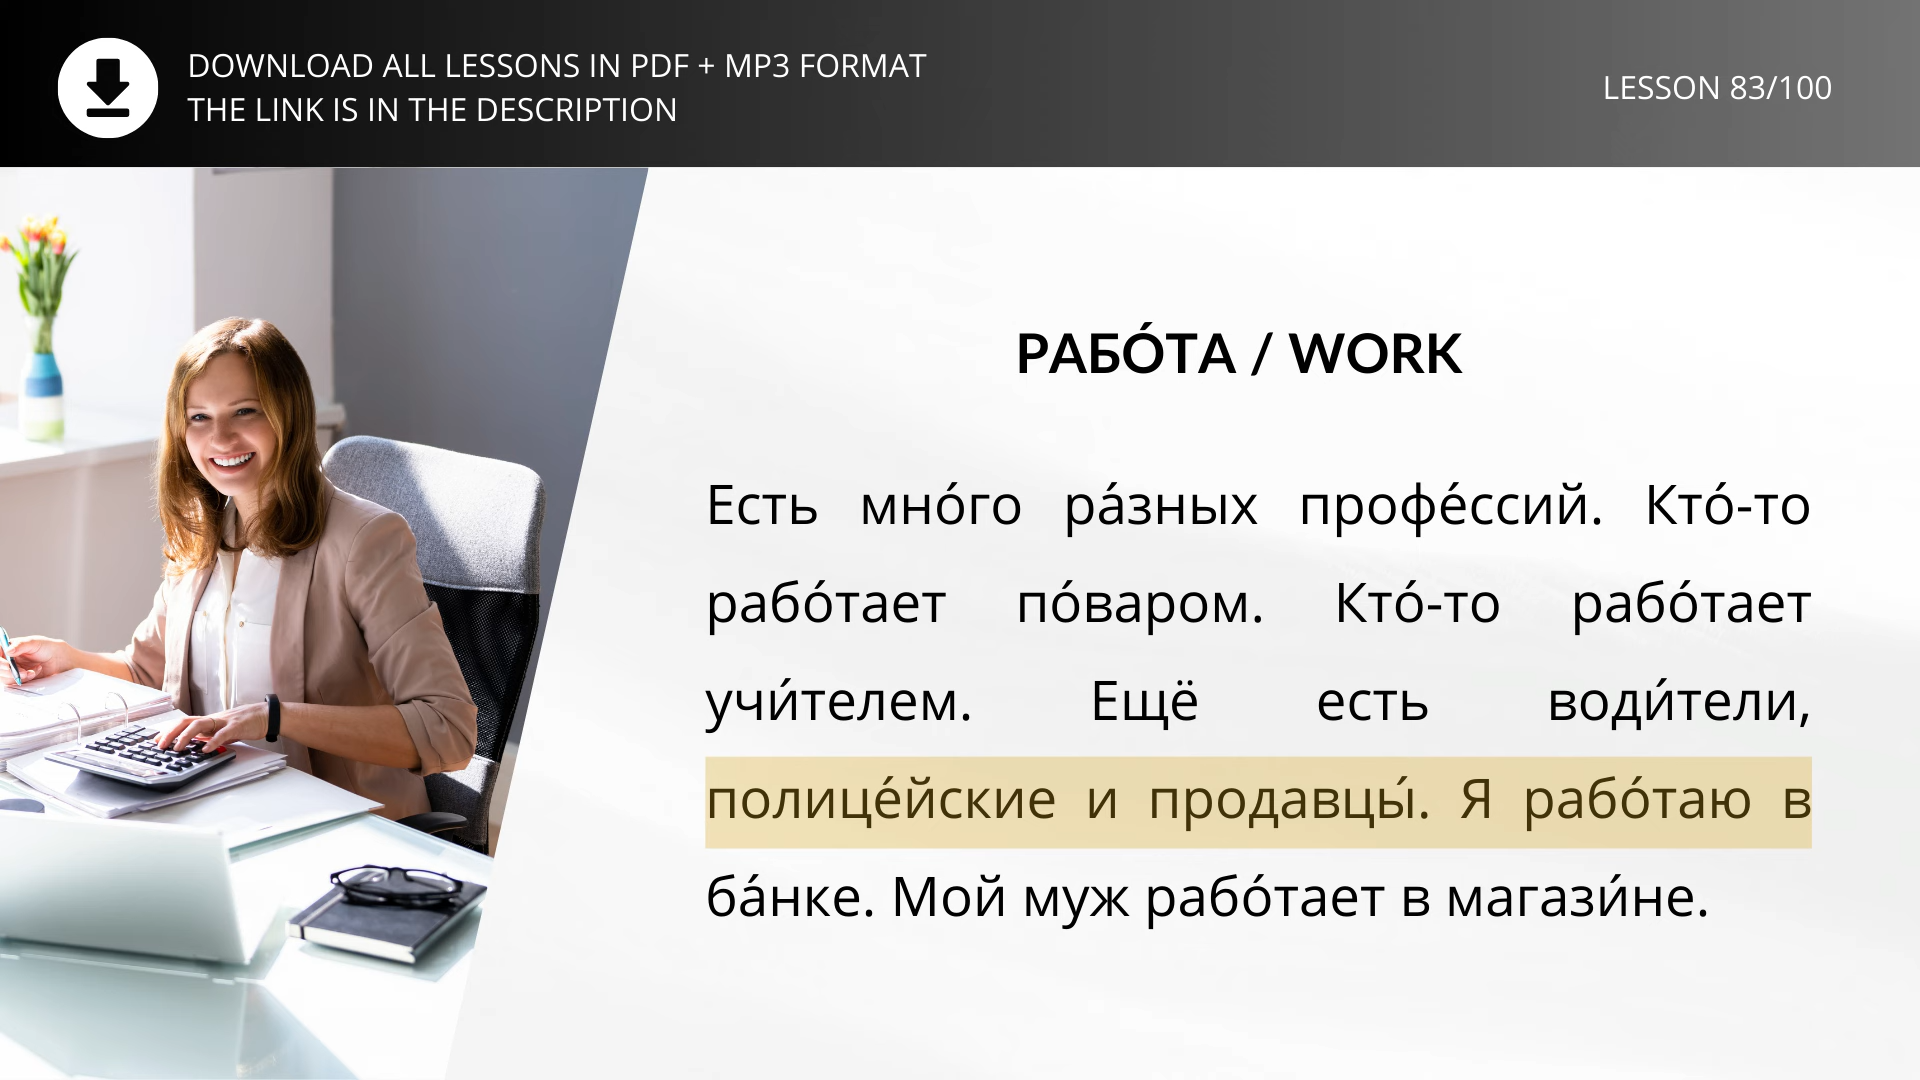 DOWNLOAD ALL LESSONS IN PDF + MP3 FORMAT
THE LINK IS IN THE DESCRIPTION
LESSON 83/100
РАБО́ТА / WORK
Есть мно́го ра́зных профе́ссий. Кто́-то
рабо́тает по́варом. Кто́-то рабо́тает
учи́телем. Ещё есть води́тели,
полице́йские и продавцы́. Я рабо́таю в
ба́нке. Мой муж рабо́тает в магази́не.